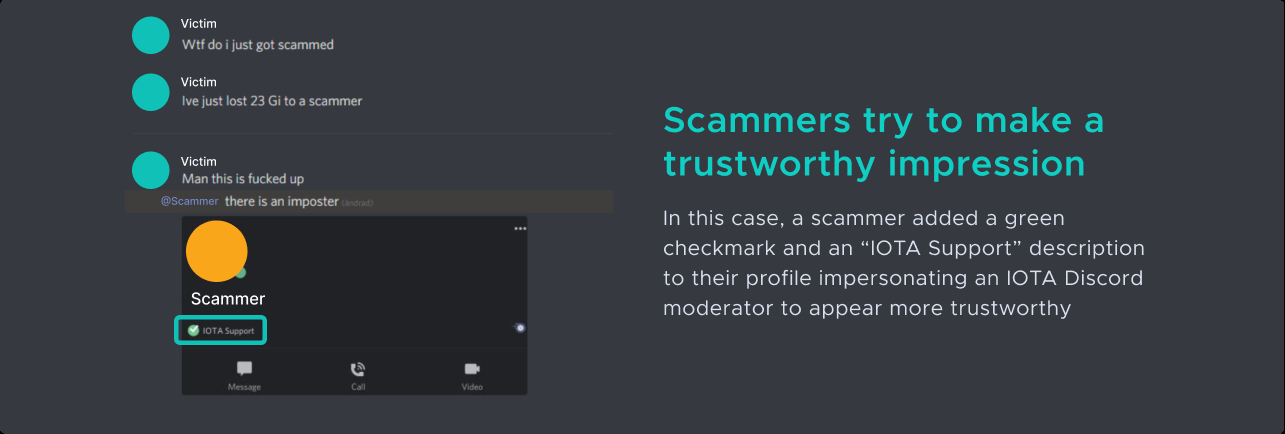 Victim
Wtf do i just got scammed
Victim
Ive just lost 23 Gi to a scammer
Victim
Man this is fucked up
@Scammer there is an imposter (andrad)
Scammer
IOTA Support
Message Call Video
Scammers try to make a
trustworthy impression
In this case, a scammer added a green
checkmark and an “IOTA Support” description
to their profile impersonating an IOTA Discord
moderator to appear more trustworthy